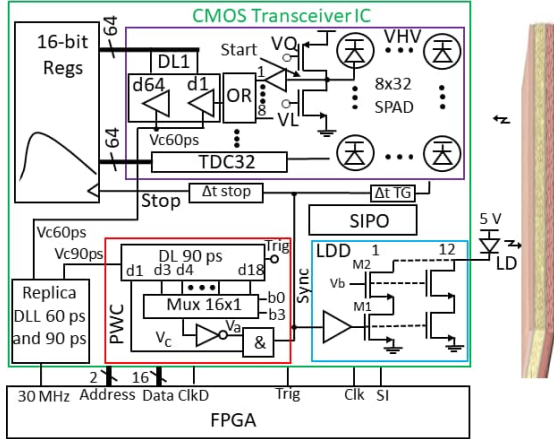 CMOS Transceiver IC
16-bit
Regs
64
DL1
d64
d1
Vc60ps
Start
OR
1
8
VQ
VL
VHV
8x32
SPAD
64
TDC32
Stop
Δt stop
Δt TG
SIPO
Vc60ps
Vc90ps
Replica
DLL 60 ps
and 90 ps
PWC
DL 90 ps
d1 d3 d4 d18
Trig
Mux 16x1
b0
b3
Vc
Va
&
Sync
LDD 1 12
M2
Vb
M1
5 V
LD
2 16
30 MHz Address Data ClkD Trig Clk SI
FPGA